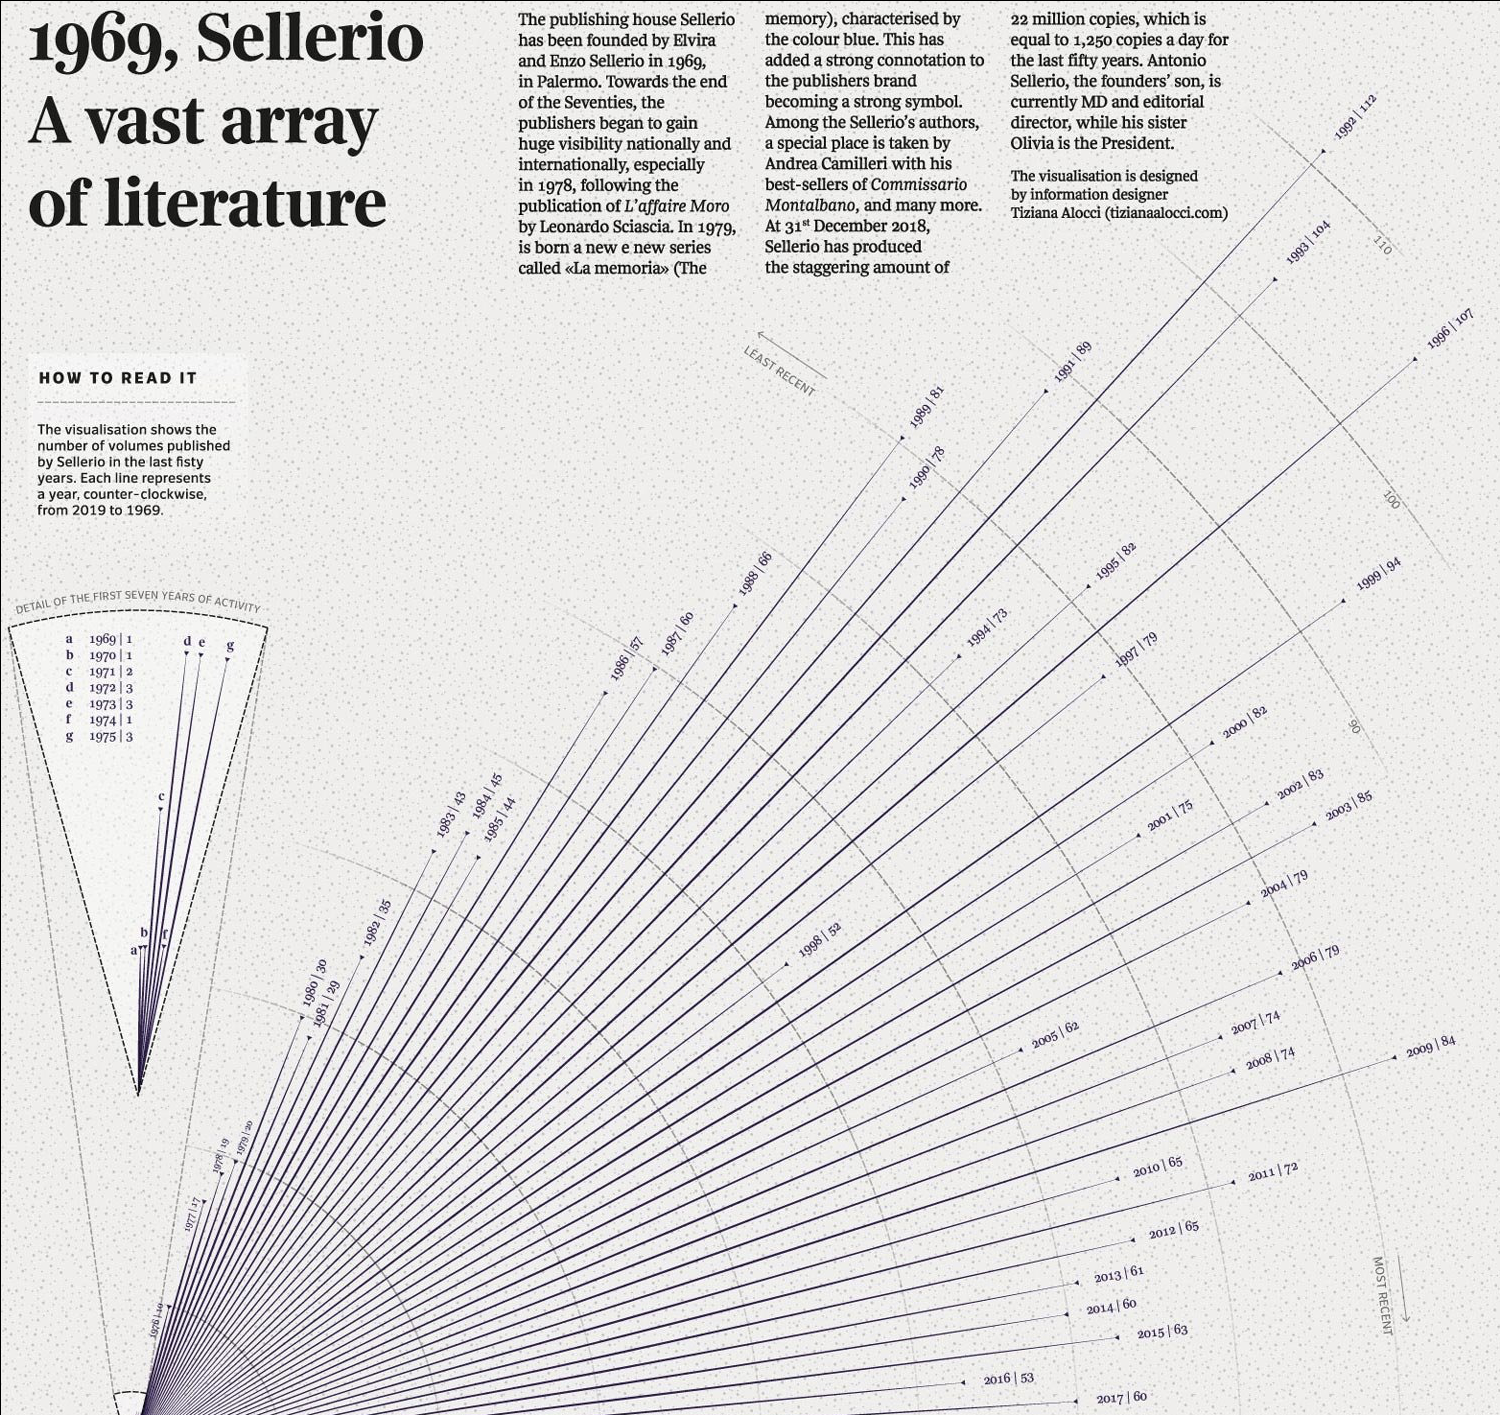 1969, Sellerio
A vast array
of literature
The publishing house Sellerio
has been founded by Elvira
and Enzo Sellerio in 1969,
in Palermo. Towards the end
of the Seventies, the
publishers began to gain
huge visibility nationally and
internationally, especially
in 1978, following the
publication of L'affaire Moro
by Leonardo Sciascia. In 1979,
is born a new e new series
called «La memoria» (The
memory), characterised by
the colour blue. This has
added a strong connotation to
the publishers brand
becoming a strong symbol.
Among the Sellerio's authors,
a special place is taken by
Andrea Camilleri with his
best-sellers of Commissario
Montalbano, and many more.
At 31st December 2018,
Sellerio has produced
the staggering amount of
22 million copies, which is
equal to 1,250 copies a day for
the last fifty years. Antonio
Sellerio, the founders' son, is
currently MD and editorial
director, while his sister
Olivia is the President.
The visualisation is designed
by information designer
Tiziana Alocci (tizianaalocci.com)
HOW TO READ IT
The visualisation shows the
number of volumes published
by Sellerio in the last fisty
years. Each line represents
a year, counter-clockwise,
from 2019 to 1969.
DETAIL OF THE FIRST SEVEN YEARS OF ACTIVITY
a 1969 | 1
b 1970 | 1
c 1971 | 2
d 1972 | 3
e 1973 | 3
f 1974 | 1
g 1975 | 3
d e g
c
b f
a
LEAST RECENT
1976 | 10
1977 | 17
1978 | 19
1979 | 20
1980 | 30
1981 | 29
1982 | 35
1983 | 43
1984 | 45
1985 | 44
1986 | 57
1987 | 60
1988 | 66
1989 | 81
1990 | 78
1991 | 89
1992 | 112
1993 | 104
1994 | 73
1995 | 82
1996 | 107
1997 | 79
1998 | 52
1999 | 94
2000 | 82
2001 | 75
2002 | 83
2003 | 85
2004 | 79
2005 | 62
2006 | 79
2007 | 74
2008 | 74
2009 | 84
2010 | 65
2011 | 72
2012 | 65
2013 | 61
2014 | 60
2015 | 63
2016 | 53
2017 | 60
110
100
90
MOST RECENT